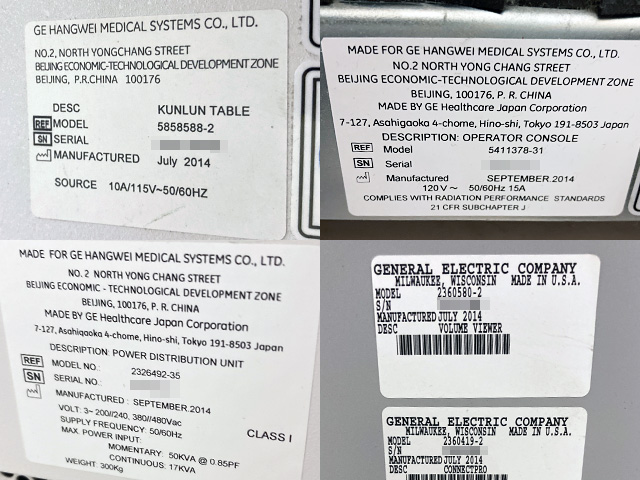 GE HANGWEI MEDICAL SYSTEMS CO., LTD.
NO.2, NORTH YONGCHANG STREET
BEIJING ECONOMIC-TECHNOLOGICAL DEVELOPMENT ZONE
BEIJING, P.R.CHINA 100176
DESC KUNLUN TABLE
REF MODEL 5858588-2
SN SERIAL
MANUFACTURED July 2014
SOURCE 10A/115V~50/60HZ
MADE FOR GE HANGWEI MEDICAL SYSTEMS CO., LTD.
NO.2 NORTH YONG CHANG STREET
BEIJING ECONOMIC-TECHNOLOGICAL DEVELOPMENT ZONE
BEIJING, 100176, P. R. CHINA
MADE BY GE Healthcare Japan Corporation
7-127, Asahigaoka 4-chome, Hino-shi, Tokyo 191-8503 Japan
DESCRIPTION: OPERATOR CONSOLE
REF Model 5411378-31
SN Serial
Manufactured SEPTEMBER.2014
120V ~ 50/60Hz 15A
COMPLIES WITH RADIATION PERFORMANCE STANDARDS
21 CFR SUBCHAPTER J
MADE FOR GE HANGWEI MEDICAL SYSTEMS CO., LTD.
NO. 2 NORTH YONG CHANG STREET
BEIJING ECONOMIC - TECHNOLOGICAL DEVELOPMENT ZONE
BEIJING, 100176, P. R. CHINA
MADE BY GE Healthcare Japan Corporation
7-127, Asahigaoka 4-chome, Hino-shi, Tokyo 191-8503 Japan
DESCRIPTION: POWER DISTRIBUTION UNIT
REF MODEL NO.: 2326492-35
SN SERIAL NO.:
MANUFACTURED : SEPTEMBER.2014
VOLT: 3~ 200//240, 380//480Vac
SUPPLY FREQUENCY: 50/60Hz CLASS I
MAX. POWER INPUT:
MOMENTARY: 50KVA @ 0.85PF
CONTINUOUS: 17KVA
WEIGHT: 300Kg
GENERAL ELECTRIC COMPANY
MILWAUKEE, WISCONSIN MADE IN U.S.A.
MODEL 2360580-2
S/N
MANUFACTURED JULY 2014
DESC VOLUME VIEWER
GENERAL ELECTRIC COMPANY
MILWAUKEE, WISCONSIN MADE IN U.S.A.
MODEL 2360419-2
S/N
MANUFACTURED JULY 2014
DESC CONNECTPRO